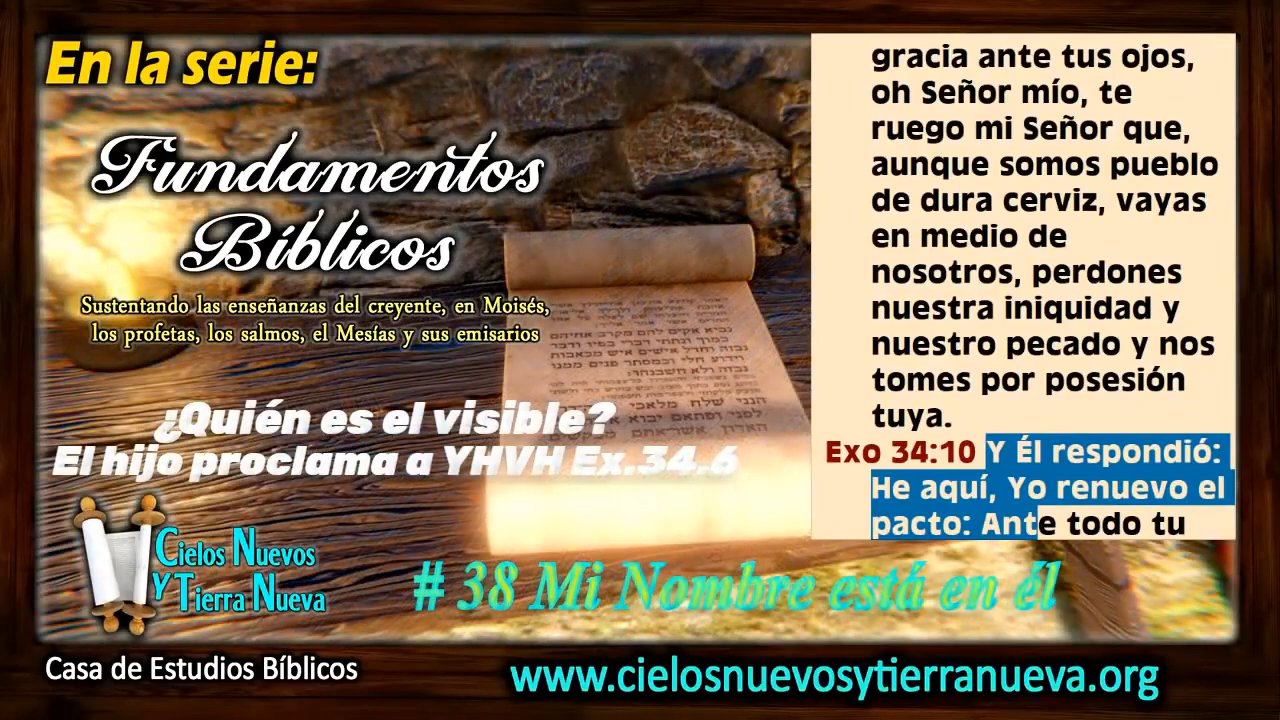 En la serie:
Fundamentos
Bíblicos
Sustentando las enseñanzas del creyente, en Moisés,
los profetas, los salmos, el Mesías y sus emisarios
¿Quién es el visible?
El hijo proclama a YHVH Ex.34.6
Cielos Nuevos
Y Tierra Nueva
# 38 Mi Nombre está en él
Casa de Estudios Bíblicos
www.cielosnuevosytierranueva.org
gracia ante tus ojos,
oh Señor mío, te
ruego mi Señor que,
aunque somos pueblo
de dura cerviz, vayas
en medio de
nosotros, perdones
nuestra iniquidad y
nuestro pecado y nos
tomes por posesión
tuya.
Exo 34:10 Y Él respondió:
He aquí, Yo renuevo el
pacto: Ante todo tu